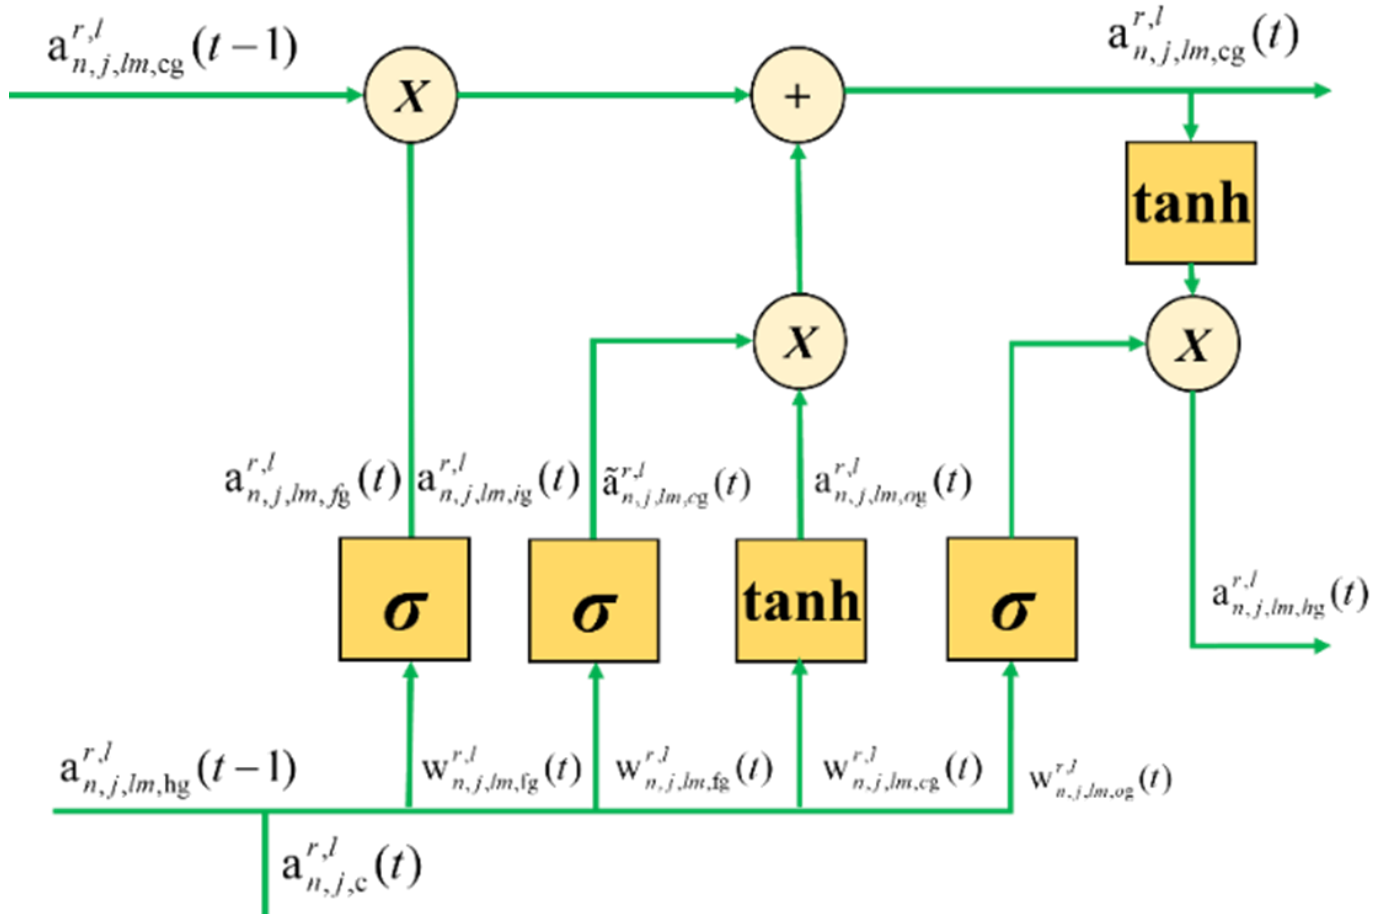 a^{r,l}_{n,j,lm,cg}(t−1)
a^{r,l}_{n,j,lm,cg}(t)
X
+
tanh
X
X
a^{r,l}_{n,j,lm,fg}(t)
a^{r,l}_{n,j,lm,ig}(t)
ã^{r,l}_{n,j,lm,cg}(t)
a^{r,l}_{n,j,lm,og}(t)
σ
σ
tanh
σ
a^{r,l}_{n,j,lm,hg}(t)
a^{r,l}_{n,j,lm,hg}(t−1)
w^{r,l}_{n,j,lm,fg}(t)
w^{r,l}_{n,j,lm,fg}(t)
w^{r,l}_{n,j,lm,cg}(t)
w^{r,l}_{n,j,lm,og}(t)
a^{r,l}_{n,j,c}(t)